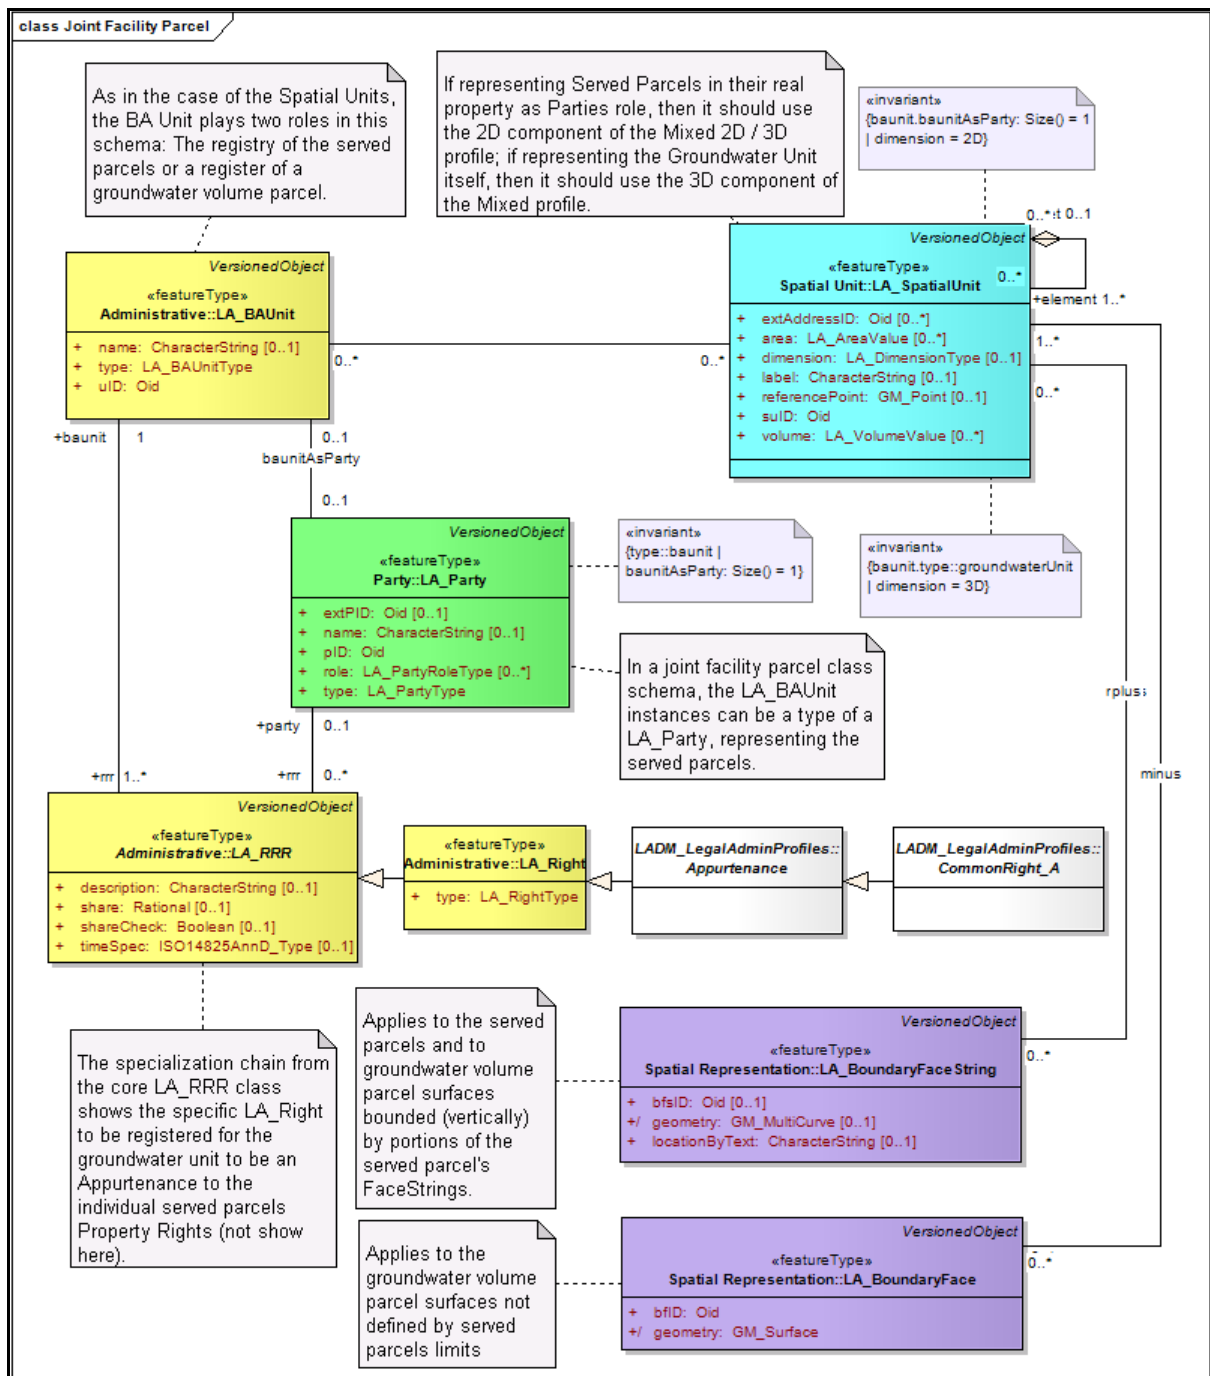 class Joint Facility Parcel
As in the case of the Spatial Units,
the BA Unit plays two roles in this
schema: The registry of the served
parcels or a register of a
groundwater volume parcel.
If representing Served Parcels in their real
property as Parties role, then it should use
the 2D component of the Mixed 2D / 3D
profile; if representing the Groundwater Unit
itself, then it should use the 3D component of
the Mixed profile.
«invariant»
{baunit.baunitAsParty: Size() = 1
| dimension = 2D}
0..* 0..1
VersionedObject
«featureType»
Spatial Unit::LA_SpatialUnit
0..*
+element 1..*
+ extAddressID: Oid [0..*]
+ area: LA_AreaValue [0..*]
+ dimension: LA_DimensionType [0..1]
+ label: CharacterString [0..1]
+ referencePoint: GM_Point [0..1]
+ suID: Oid
+ volume: LA_VolumeValue [0..*]
1..*
0..*
VersionedObject
«featureType»
Administrative::LA_BAUnit
+ name: CharacterString [0..1]
+ type: LA_BAUnitType
+ uID: Oid
0..*
0..*
+baunit 1
0..1
baunitAsParty
0..1
VersionedObject
«featureType»
Party::LA_Party
+ extPID: Oid [0..1]
+ name: CharacterString [0..1]
+ pID: Oid
+ role: LA_PartyRoleType [0..*]
+ type: LA_PartyType
«invariant»
{type::baunit |
baunitAsParty: Size() = 1}
«invariant»
{baunit.type::groundwaterUnit
| dimension = 3D}
In a joint facility parcel class
schema, the LA_BAUnit
instances can be a type of a
LA_Party, representing the
served parcels.
plus
minus
+party 0..1
+rrr 1..*
+rrr 0..*
VersionedObject
«featureType»
Administrative::LA_RRR
+ description: CharacterString [0..1]
+ share: Rational [0..1]
+ shareCheck: Boolean [0..1]
+ timeSpec: ISO14825AnnD_Type [0..1]
«featureType»
Administrative::LA_Right
+ type: LA_RightType
LADM_LegalAdminProfiles::
Appurtenance
LADM_LegalAdminProfiles::
CommonRight_A
The specialization chain from
the core LA_RRR class
shows the specific LA_Right
to be registered for the
groundwater unit to be an
Appurtenance to the
individual served parcels
Property Rights (not show
here).
Applies to the served
parcels and to
groundwater volume
parcel surfaces
bounded (vertically)
by portions of the
served parcel's
FaceStrings.
VersionedObject
«featureType»
Spatial Representation::LA_BoundaryFaceString
+ bfsID: Oid [0..1]
+/ geometry: GM_MultiCurve [0..1]
+ locationByText: CharacterString [0..1]
0..*
Applies to the
groundwater volume
parcel surfaces not
defined by served
parcels limits
VersionedObject
«featureType»
Spatial Representation::LA_BoundaryFace
+ bfID: Oid
+/ geometry: GM_Surface
0..*